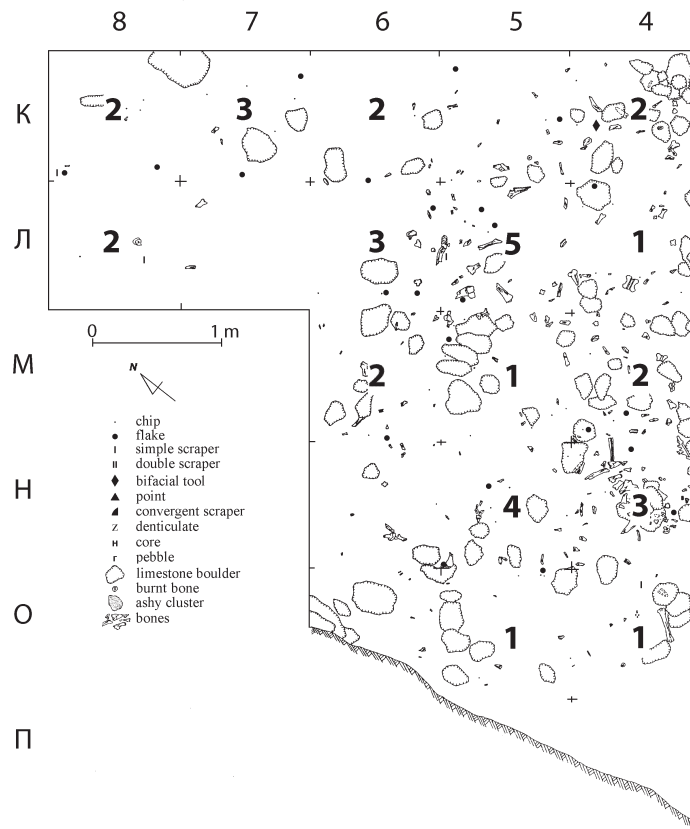 8 7 6 5 4
К 2 3 2 2
Л 2 3 5 1
0 1 m
М 2 1 2
N
chip
flake
simple scraper
double scraper
bifacial tool
point
convergent scraper
Z denticulate
Н 4 3
H core
г pebble
limestone boulder
burnt bone
ashy cluster
bones
О 1 1
П